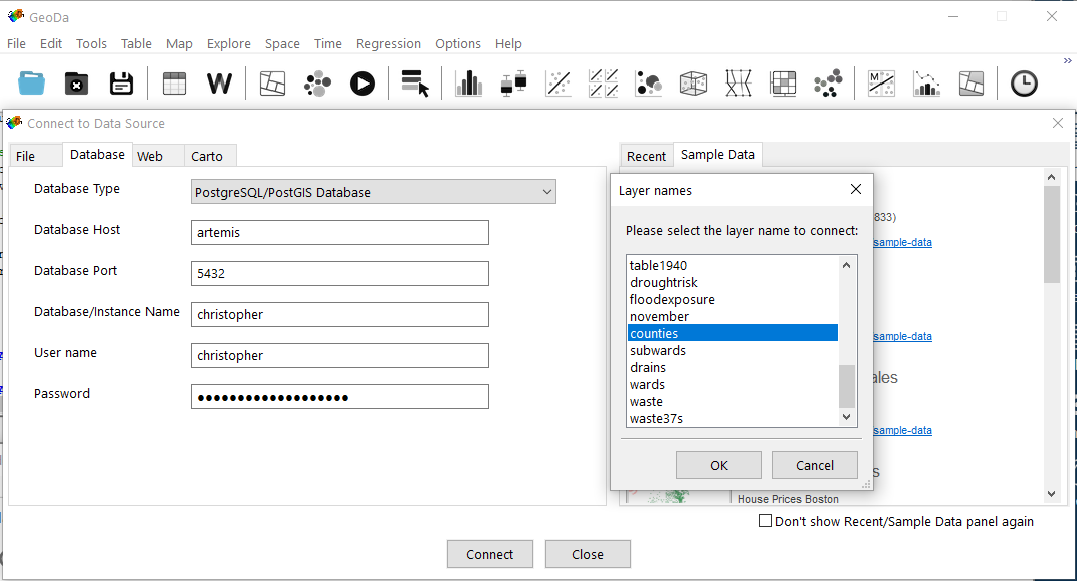 GeoDa
File Edit Tools Table Map Explore Space Time Regression Options Help
W
M
»
Connect to Data Source
File Database Web Carto
Database Type
PostgreSQL/PostGIS Database
Database Host
artemis
Database Port
5432
Database/Instance Name
christopher
User name
christopher
Password
●●●●●●●●●●●●●●●●●●●
Recent Sample Data
833)
sample-data
sample-data
ales
sample-data
s
House Prices Boston
Layer names
Please select the layer name to connect:
table1940
droughtrisk
floodexposure
november
counties
subwards
drains
wards
waste
waste37s
OK Cancel
Don't show Recent/Sample Data panel again
Connect Close